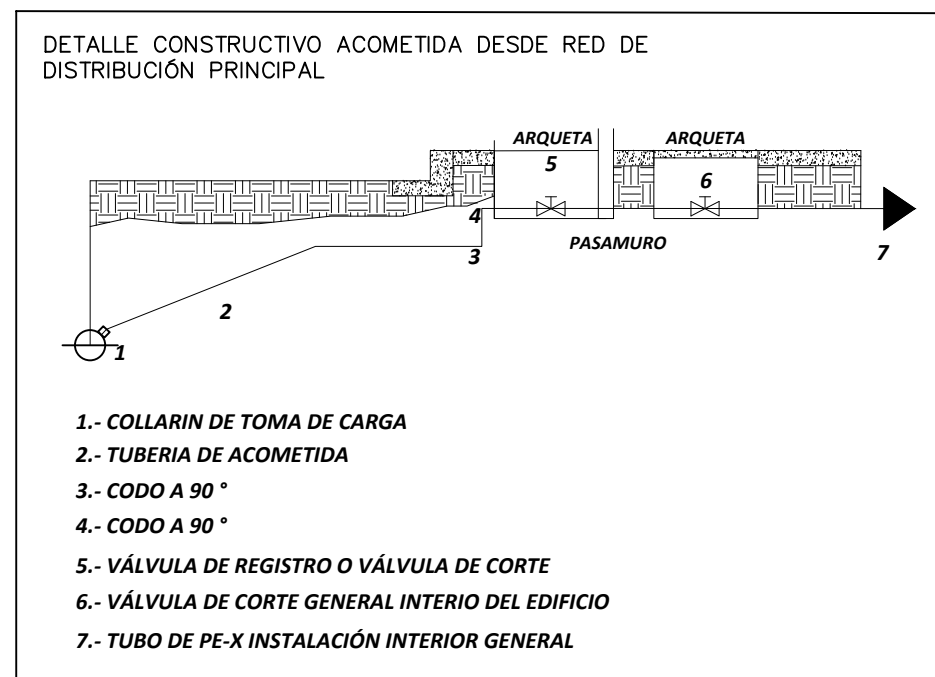 DETALLE CONSTRUCTIVO ACOMETIDA DESDE RED DE
DISTRIBUCIÓN PRINCIPAL
ARQUETA
ARQUETA
5
6
4
PASAMURO
3
7
2
1
1.- COLLARIN DE TOMA DE CARGA
2.- TUBERIA DE ACOMETIDA
3.- CODO A 90 °
4.- CODO A 90 °
5.- VÁLVULA DE REGISTRO O VÁLVULA DE CORTE
6.- VÁLVULA DE CORTE GENERAL INTERIO DEL EDIFICIO
7.- TUBO DE PE-X INSTALACIÓN INTERIOR GENERAL